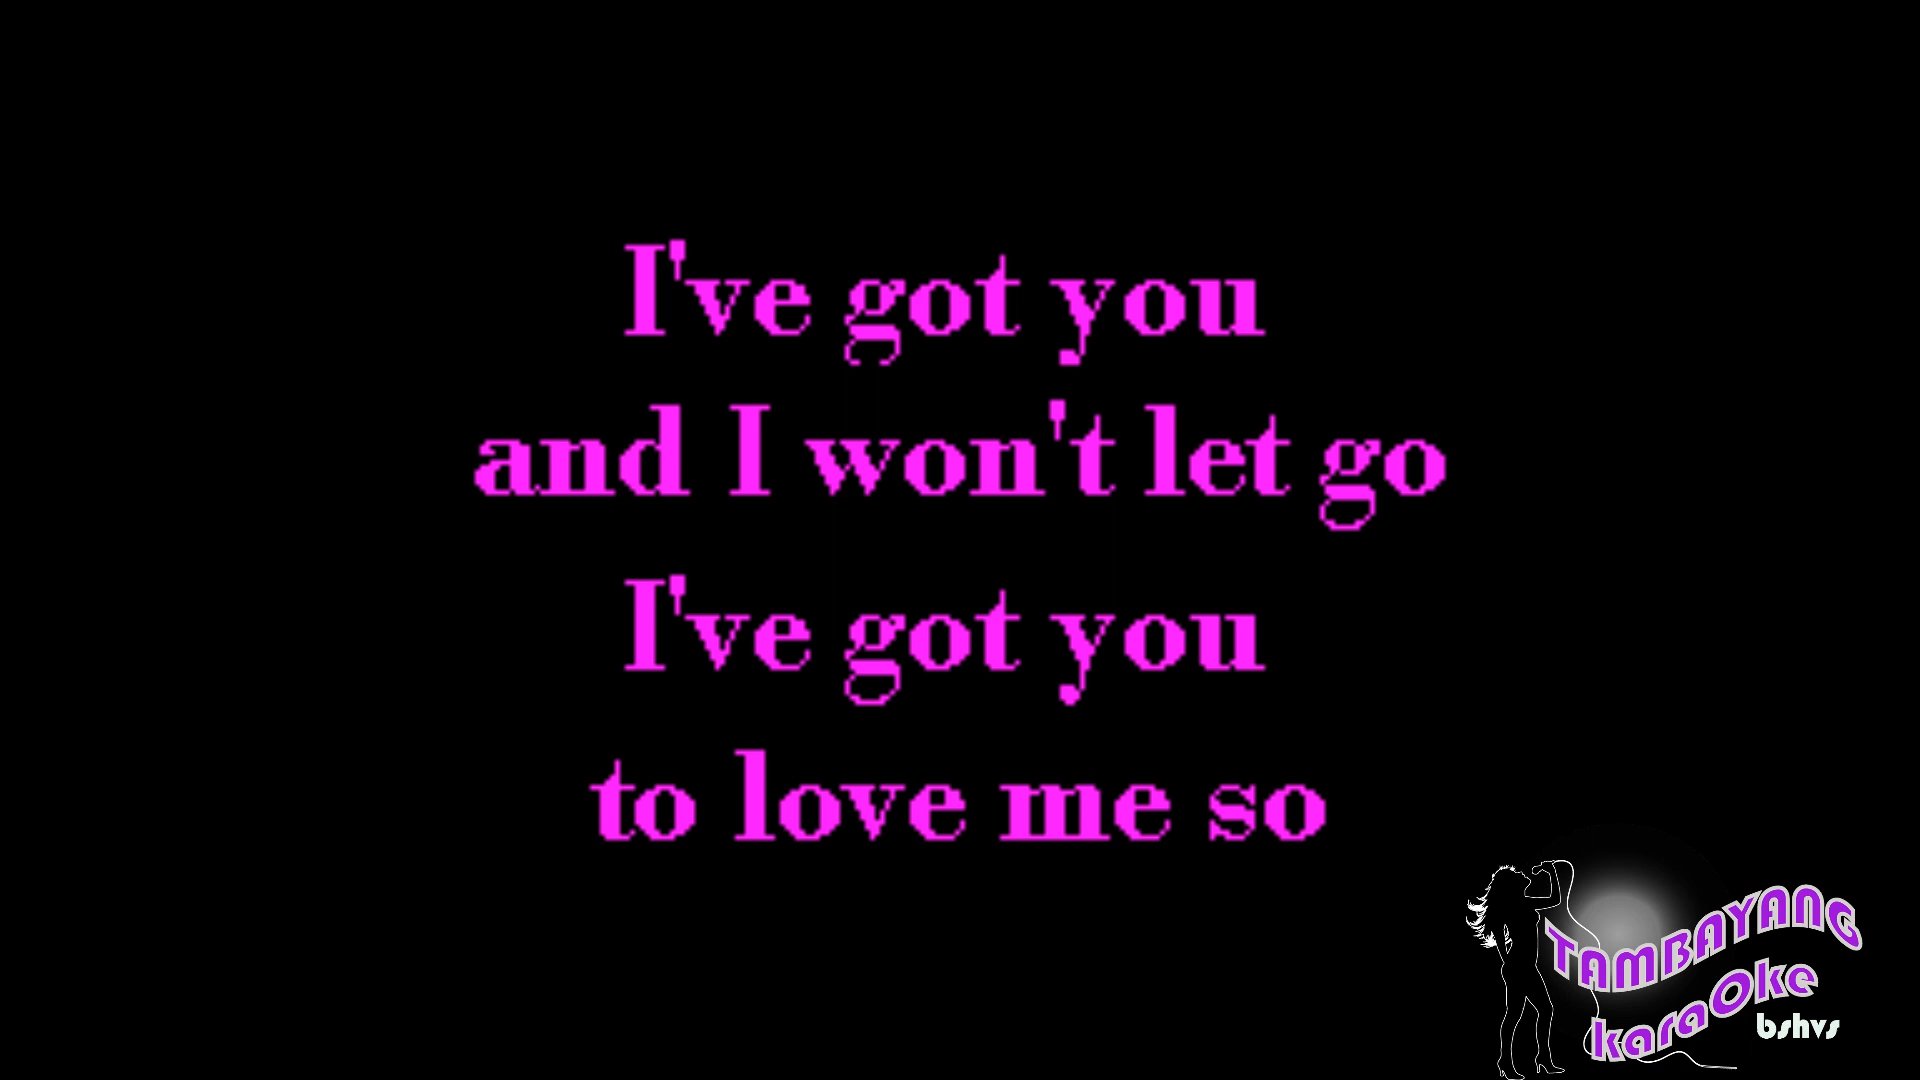 I've got you
and I won't let go
I've got you
to love me so
TAMBAYANG
karaOke
bshvs